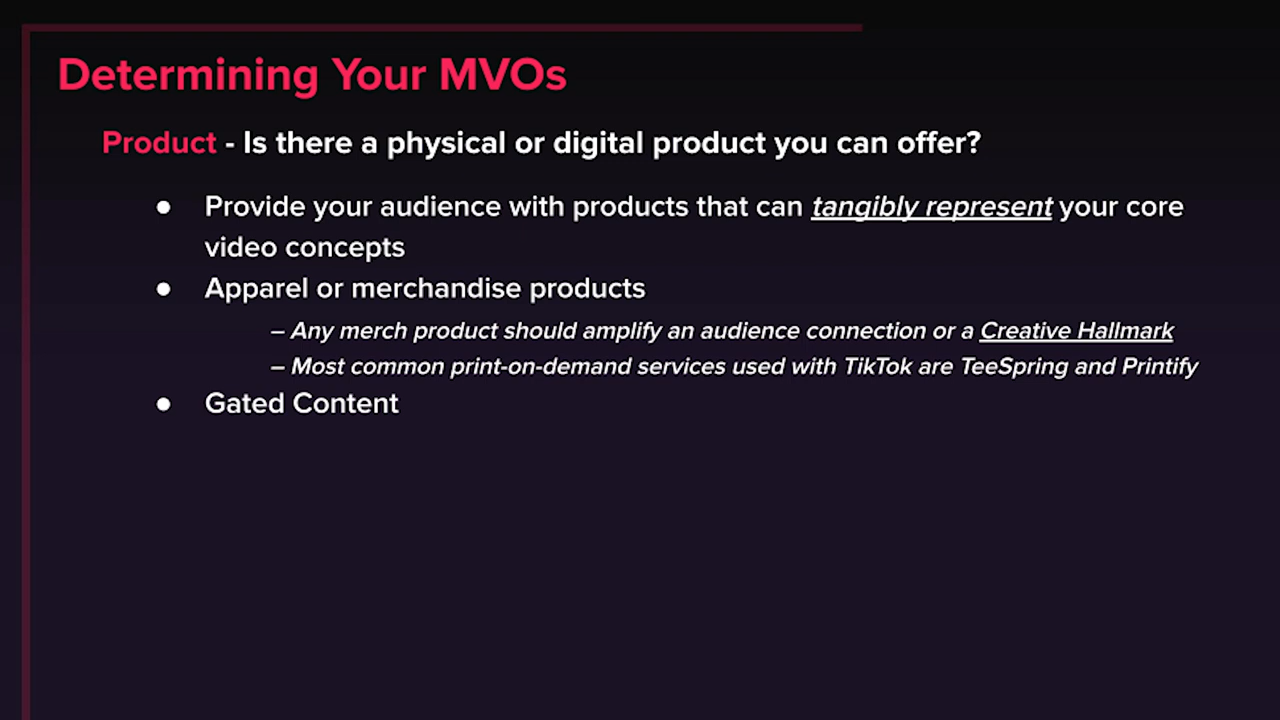 Determining Your MVOs
Product - Is there a physical or digital product you can offer?
● Provide your audience with products that can tangibly represent your core
video concepts
● Apparel or merchandise products
– Any merch product should amplify an audience connection or a Creative Hallmark
– Most common print-on-demand services used with TikTok are TeeSpring and Printify
● Gated Content